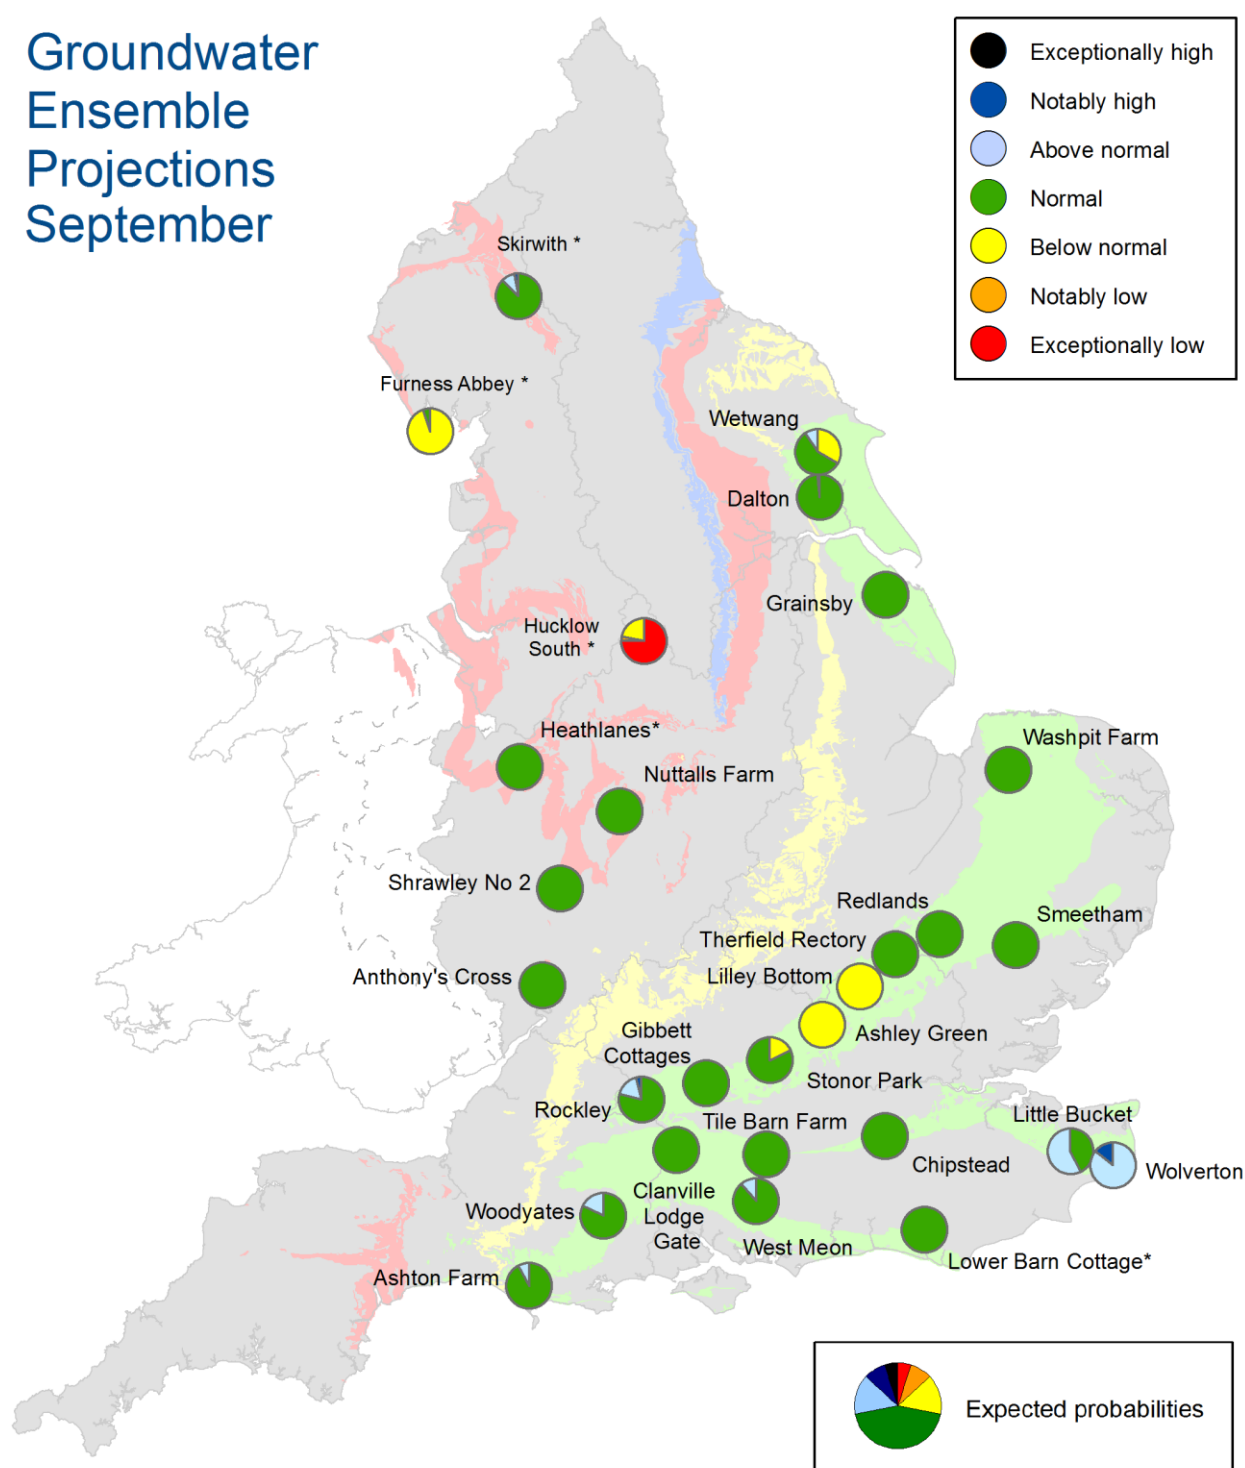 Groundwater
Ensemble
Projections
September
Exceptionally high
Notably high
Above normal
Normal
Below normal
Notably low
Exceptionally low
Skirwith *
Furness Abbey *
Wetwang
Dalton
Grainsby
Hucklow
South *
Heathlanes*
Washpit Farm
Nuttalls Farm
Shrawley No 2
Redlands
Smeetham
Therfield Rectory
Anthony's Cross
Lilley Bottom
Gibbett
Cottages
Ashley Green
Stonor Park
Rockley
Tile Barn Farm
Little Bucket
Chipstead
Wolverton
Woodyates
Clanville
Lodge
Gate
West Meon
Lower Barn Cottage*
Ashton Farm
Expected probabilities